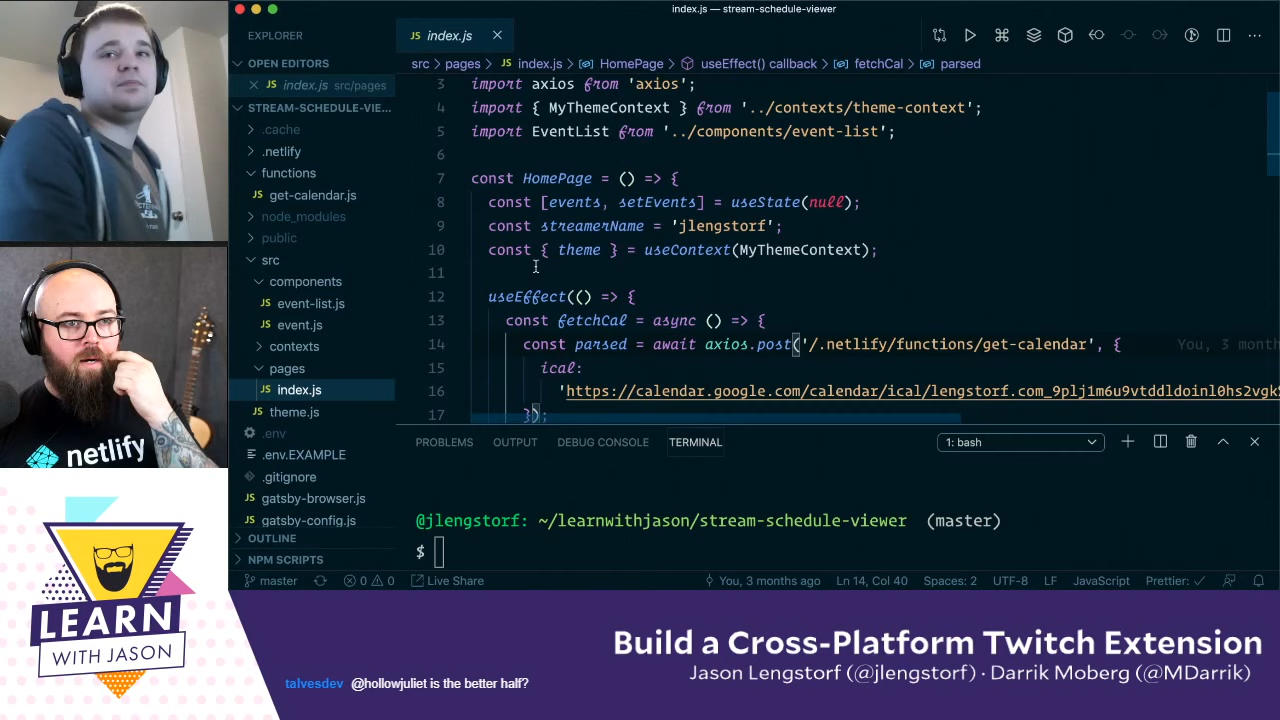 index.js — stream-schedule-viewer
EXPLORER
JS index.js
OPEN EDITORS
JS index.js src/pages
STREAM-SCHEDULE-VIE...
.cache
.netlify
functions
JS get-calendar.js
node_modules
public
src
components
JS event-list.js
JS event.js
contexts
pages
JS index.js
JS theme.js
.env
.env.EXAMPLE
.gitignore
JS gatsby-browser.js
JS gatsby-config.js
OUTLINE
NPM SCRIPTS
src > pages > JS index.js > HomePage > useEffect() callback > fetchCal > parsed
3 import axios from 'axios';
4 import { MyThemeContext } from '../contexts/theme-context';
5 import EventList from '../components/event-list';
6
7 const HomePage = () => {
8 const [events, setEvents] = useState(null);
9 const streamerName = 'jlengstorf';
10 const { theme } = useContext(MyThemeContext);
11
12 useEffect(() => {
13 const fetchCal = async () => {
14 const parsed = await axios.post('/.netlify/functions/get-calendar', { You, 3 month
15 ical:
16 'https://calendar.google.com/calendar/ical/lengstorf.com_9plj1m6u9vtddldoinl0hs2vgk
17 });
PROBLEMS OUTPUT DEBUG CONSOLE TERMINAL 1: bash
@jlengstorf: ~/learnwithjason/stream-schedule-viewer (master)
$
master 0 0 Live Share You, 3 months ago Ln 14, Col 40 Spaces: 2 UTF-8 LF JavaScript Prettier: ✓
netlify
LEARN
WITH JASON
Build a Cross-Platform Twitch Extension
Jason Lengstorf (@jlengstorf) · Darrik Moberg (@MDarrik)
talvesdev @hollowjuliet is the better half?